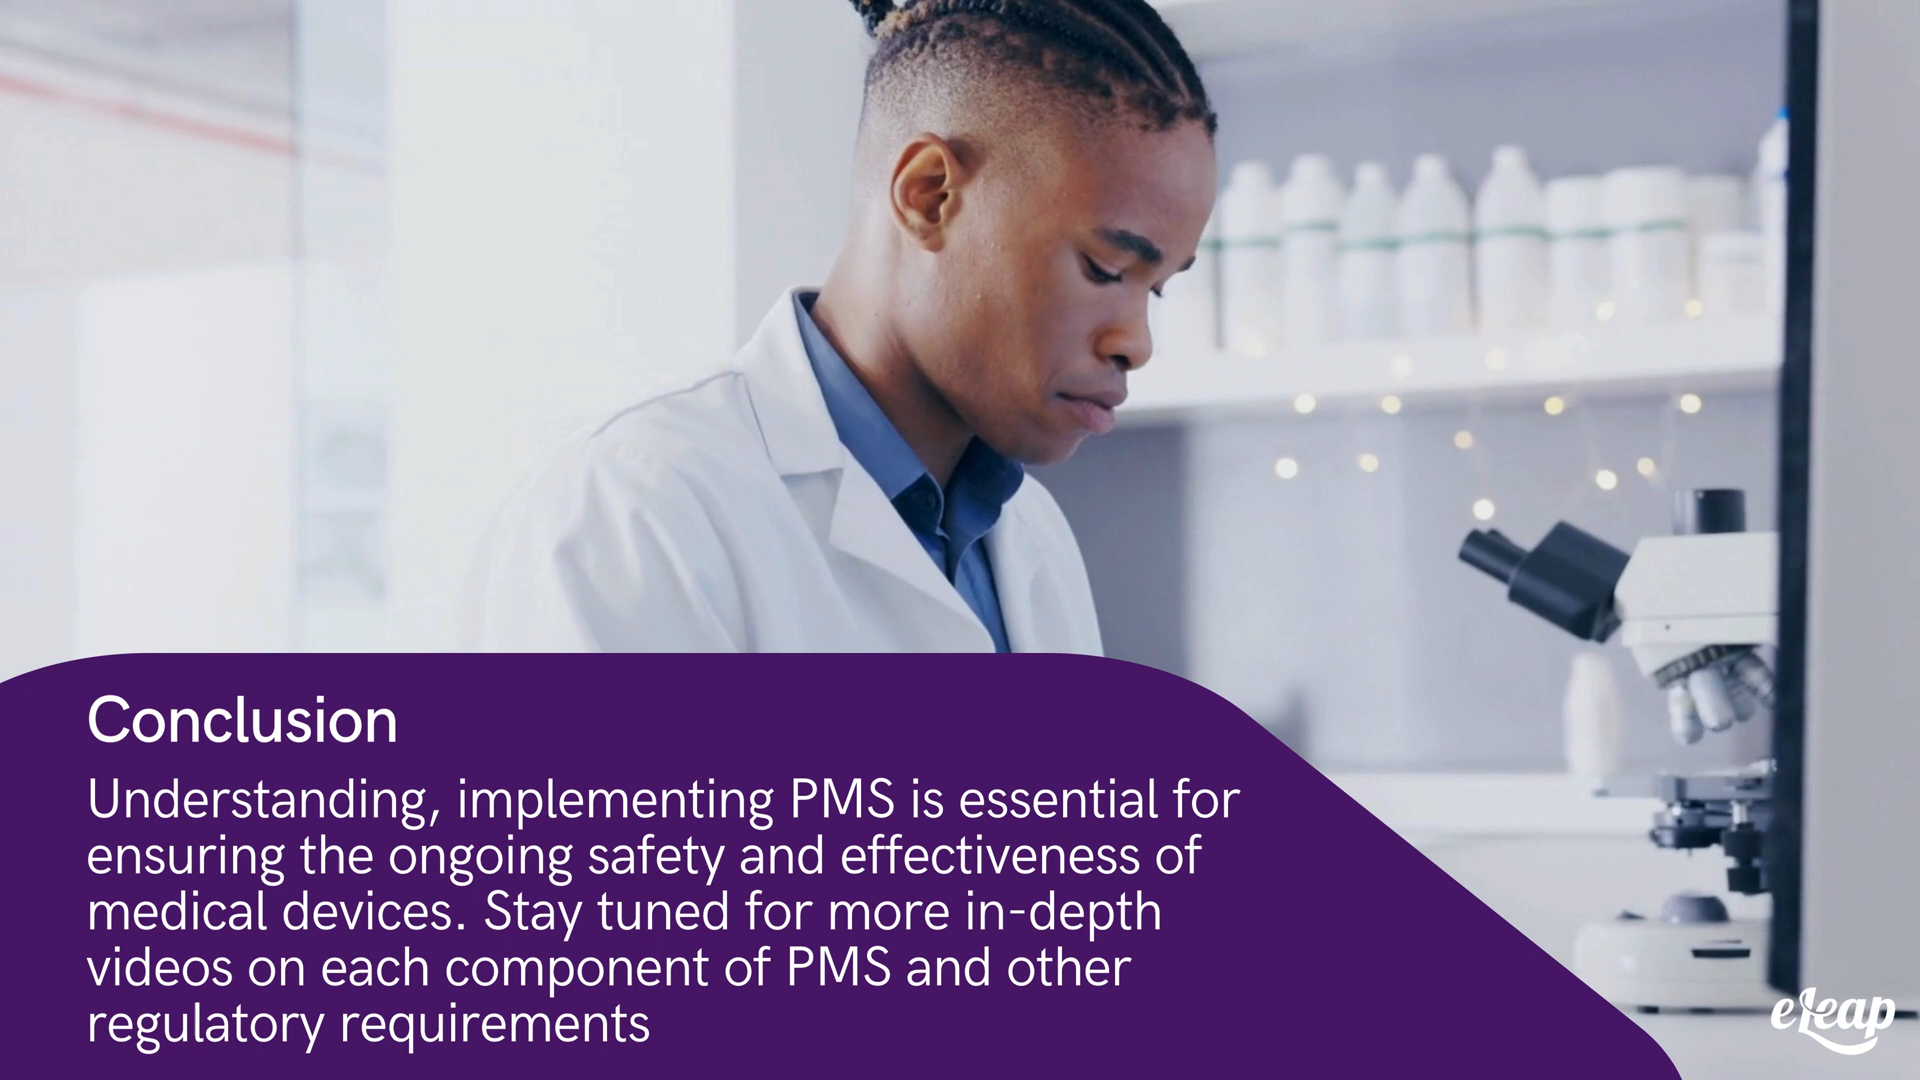 Conclusion
Understanding, implementing PMS is essential for
ensuring the ongoing safety and effectiveness of
medical devices. Stay tuned for more in-depth
videos on each component of PMS and other
regulatory requirements
eLeap